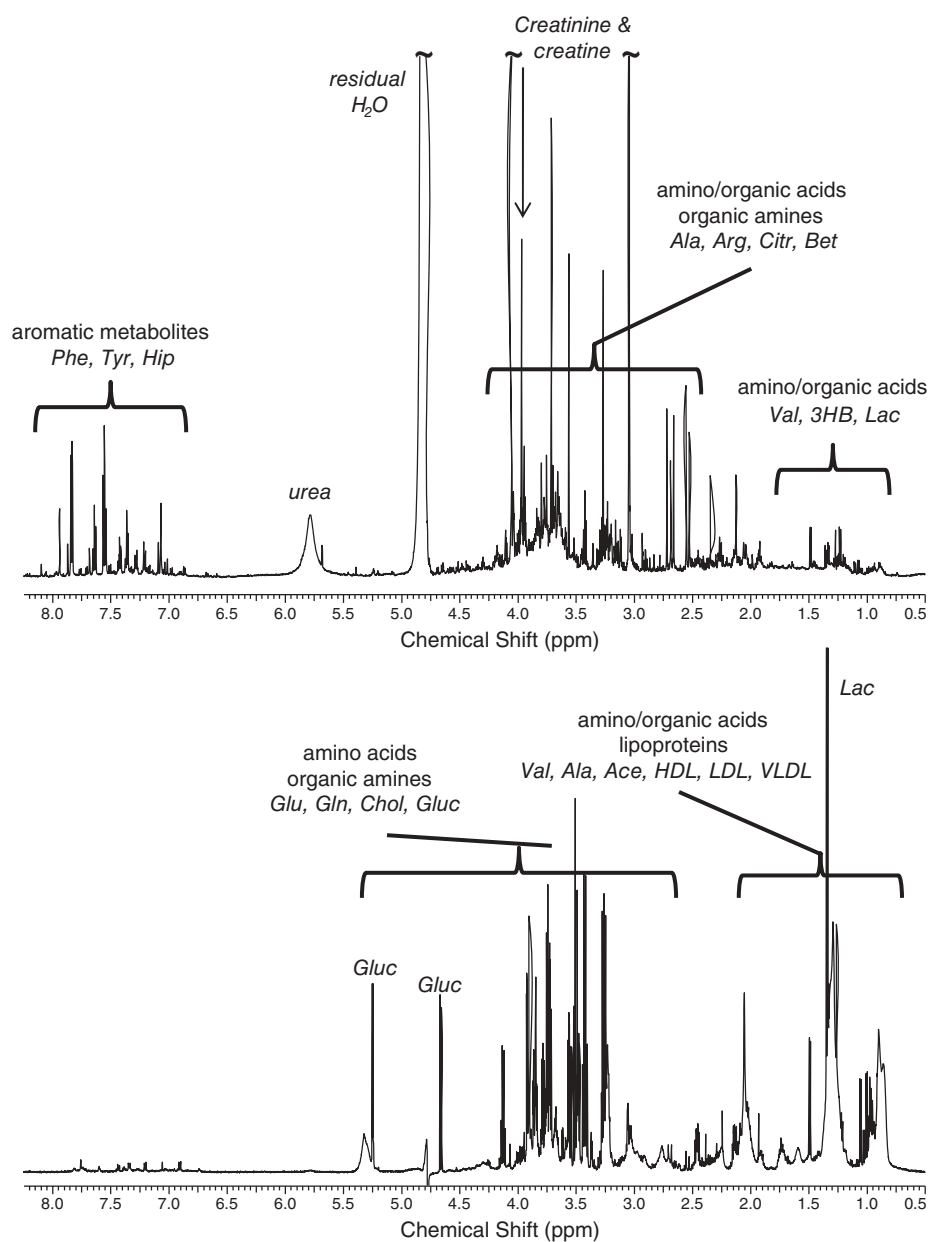 Creatinine &
creatine
residual
H2O
amino/organic acids
organic amines
Ala, Arg, Citr, Bet
aromatic metabolites
Phe, Tyr, Hip
amino/organic acids
Val, 3HB, Lac
urea
8.0 7.5 7.0 6.5 6.0 5.5 5.0 4.5 4.0 3.5 3.0 2.5 2.0 1.5 1.0 0.5
Chemical Shift (ppm)
Lac
amino/organic acids
lipoproteins
Val, Ala, Ace, HDL, LDL, VLDL
amino acids
organic amines
Glu, Gln, Chol, Gluc
Gluc
Gluc
8.0 7.5 7.0 6.5 6.0 5.5 5.0 4.5 4.0 3.5 3.0 2.5 2.0 1.5 1.0 0.5
Chemical Shift (ppm)